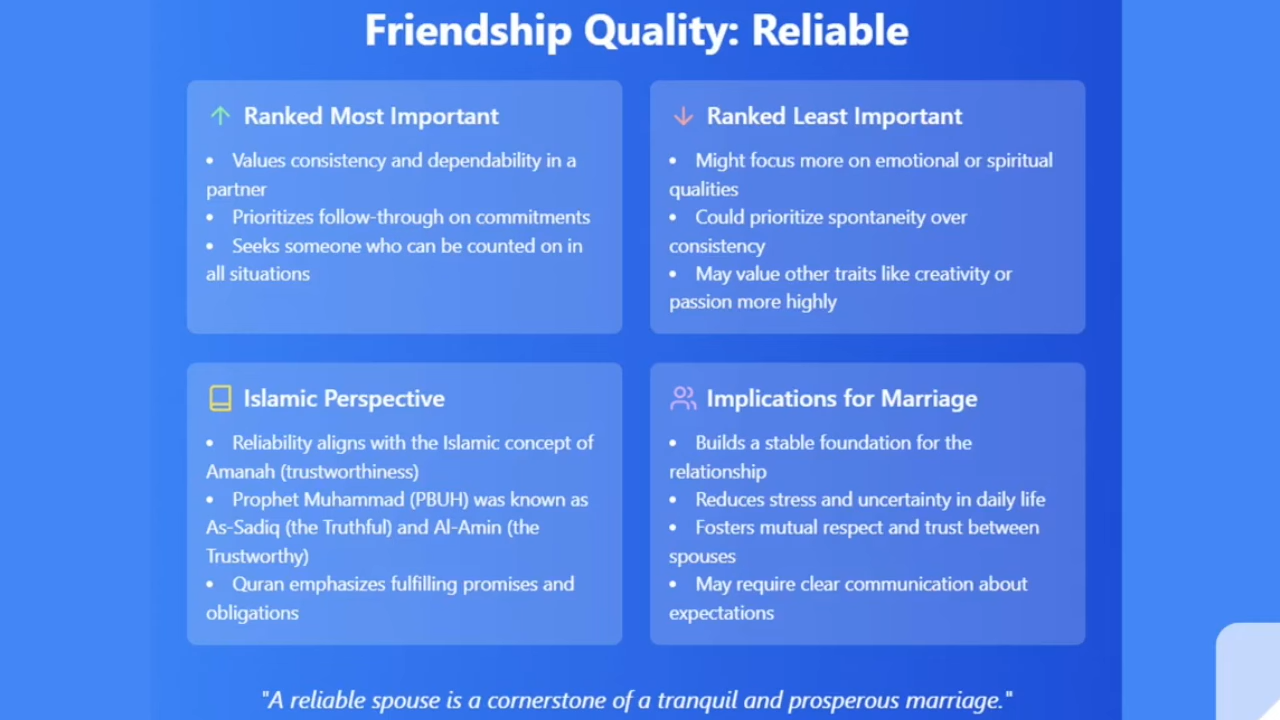 Friendship Quality: Reliable
Ranked Most Important
• Values consistency and dependability in a
partner
• Prioritizes follow-through on commitments
• Seeks someone who can be counted on in
all situations
Ranked Least Important
• Might focus more on emotional or spiritual
qualities
• Could prioritize spontaneity over
consistency
• May value other traits like creativity or
passion more highly
Islamic Perspective
• Reliability aligns with the Islamic concept of
Amanah (trustworthiness)
• Prophet Muhammad (PBUH) was known as
As-Sadiq (the Truthful) and Al-Amin (the
Trustworthy)
• Quran emphasizes fulfilling promises and
obligations
Implications for Marriage
• Builds a stable foundation for the
relationship
• Reduces stress and uncertainty in daily life
• Fosters mutual respect and trust between
spouses
• May require clear communication about
expectations
"A reliable spouse is a cornerstone of a tranquil and prosperous marriage."